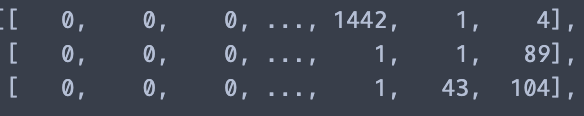 [[   0,    0,    0, ..., 1442,    1,    4],
[   0,    0,    0, ...,    1,    1,   89],
[   0,    0,    0, ...,    1,   43,  104],